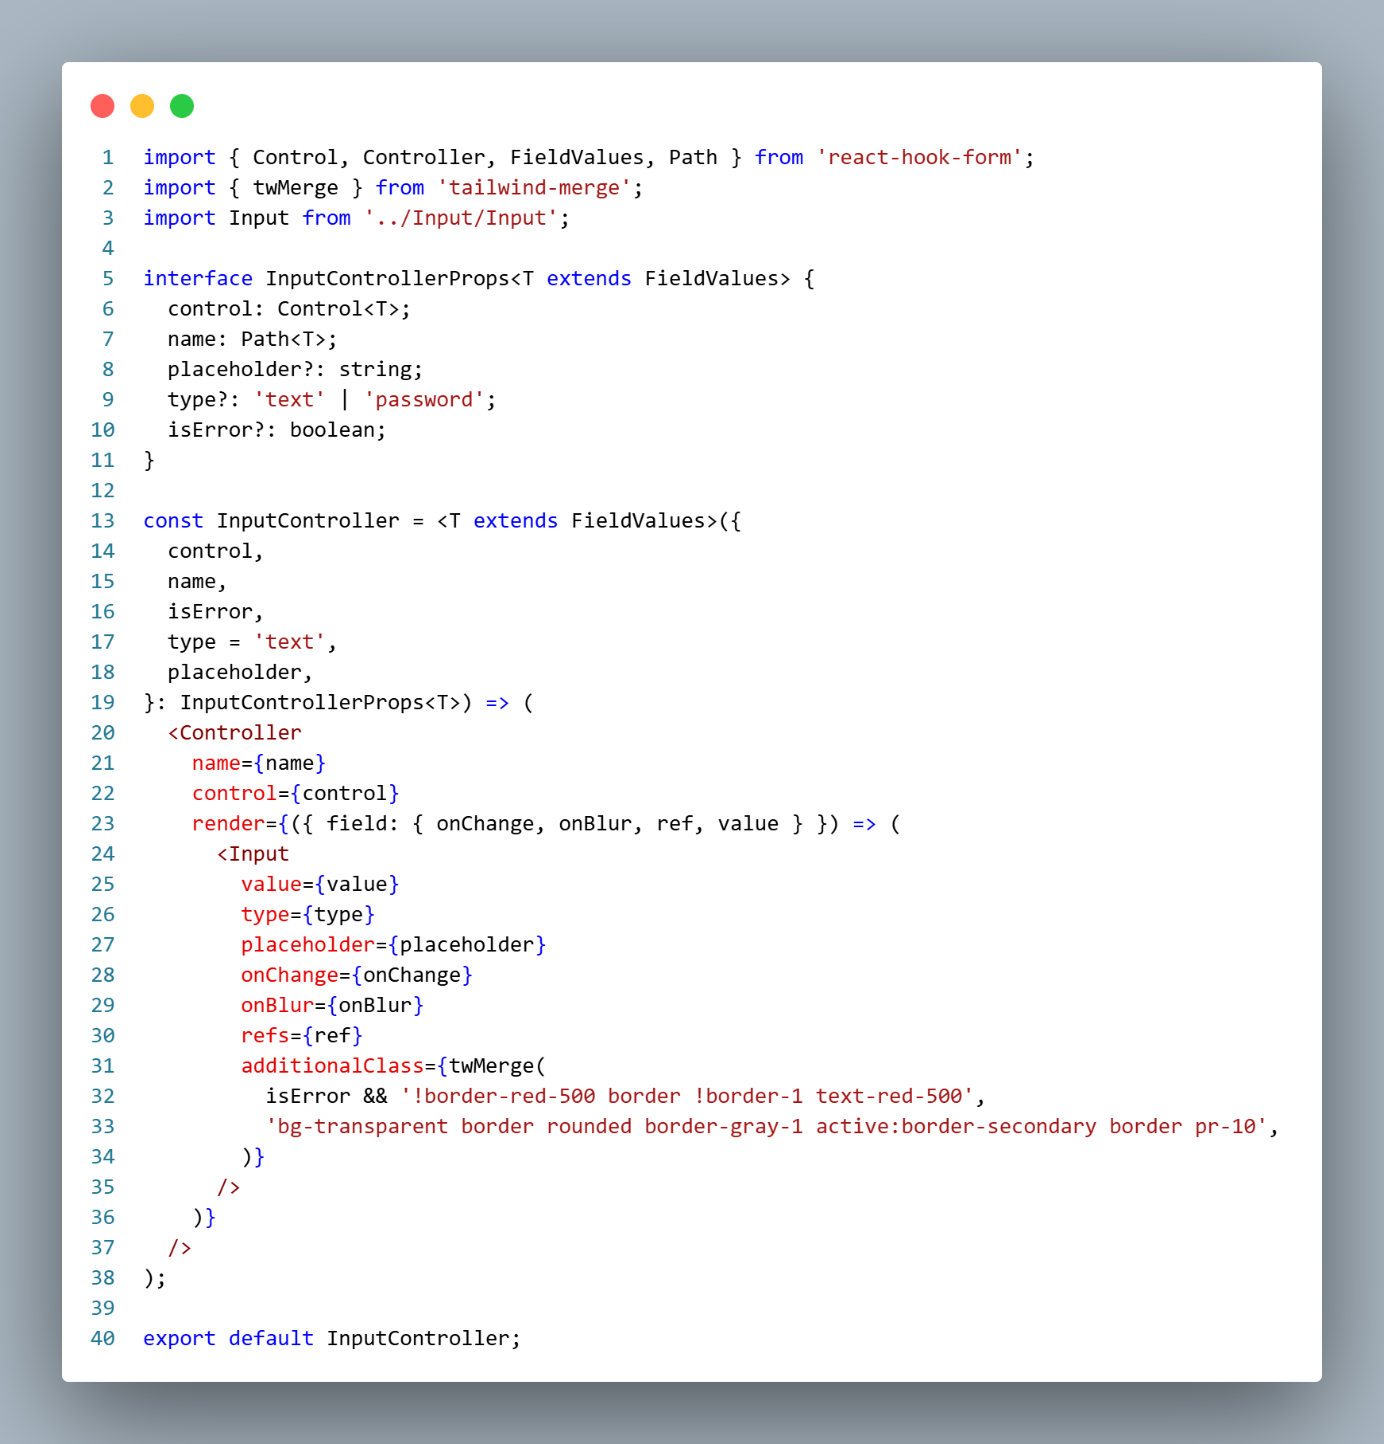 1 import { Control, Controller, FieldValues, Path } from 'react-hook-form';
2 import { twMerge } from 'tailwind-merge';
3 import Input from '../Input/Input';
4
5 interface InputControllerProps<T extends FieldValues> {
6   control: Control<T>;
7   name: Path<T>;
8   placeholder?: string;
9   type?: 'text' | 'password';
10   isError?: boolean;
11 }
12
13 const InputController = <T extends FieldValues>({
14   control,
15   name,
16   isError,
17   type = 'text',
18   placeholder,
19 }: InputControllerProps<T>) => (
20   <Controller
21     name={name}
22     control={control}
23     render={({ field: { onChange, onBlur, ref, value } }) => (
24       <Input
25         value={value}
26         type={type}
27         placeholder={placeholder}
28         onChange={onChange}
29         onBlur={onBlur}
30         refs={ref}
31         additionalClass={twMerge(
32           isError && '!border-red-500 border !border-1 text-red-500',
33           'bg-transparent border rounded border-gray-1 active:border-secondary border pr-10',
34         )}
35       />
36     )}
37   />
38 );
39
40 export default InputController;